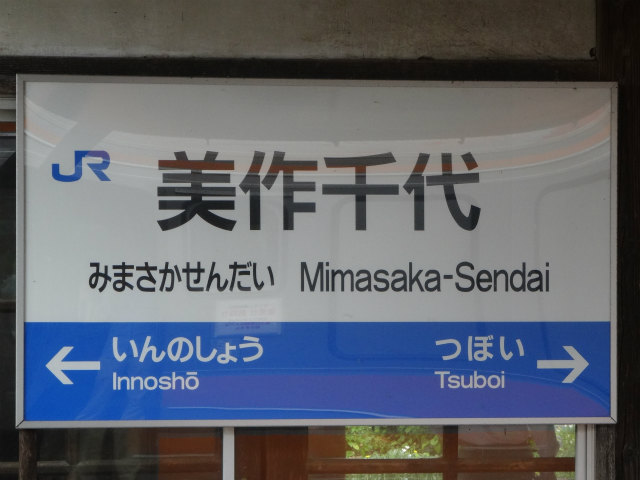 JR
美作千代
みまさかせんだい Mimasaka-Sendai
← いんのしょう つぼい →
Innoshō Tsuboi